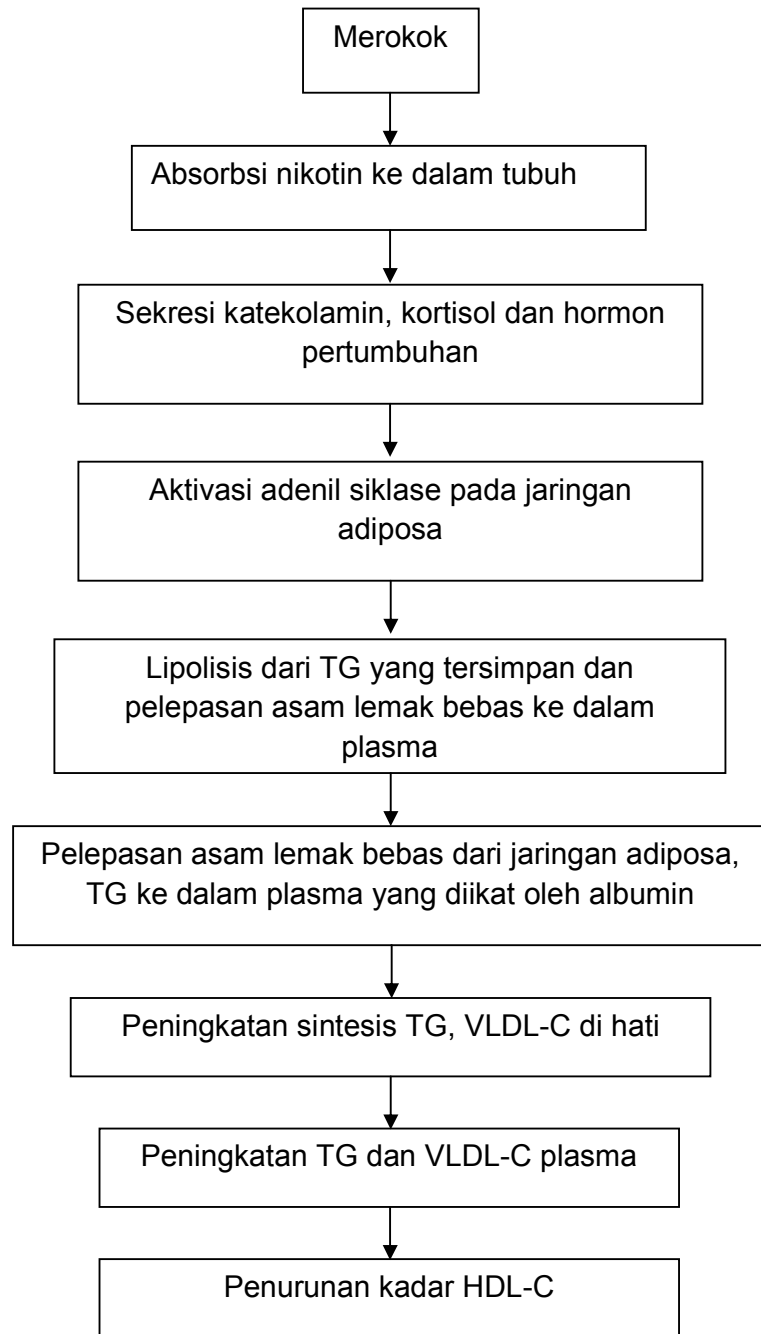 Merokok
Absorbsi nikotin ke dalam tubuh
Sekresi katekolamin, kortisol dan hormon
pertumbuhan
Aktivasi adenil siklase pada jaringan
adiposa
Lipolisis dari TG yang tersimpan dan
pelepasan asam lemak bebas ke dalam
plasma
Pelepasan asam lemak bebas dari jaringan adiposa,
TG ke dalam plasma yang diikat oleh albumin
Peningkatan sintesis TG, VLDL-C di hati
Peningkatan TG dan VLDL-C plasma
Penurunan kadar HDL-C